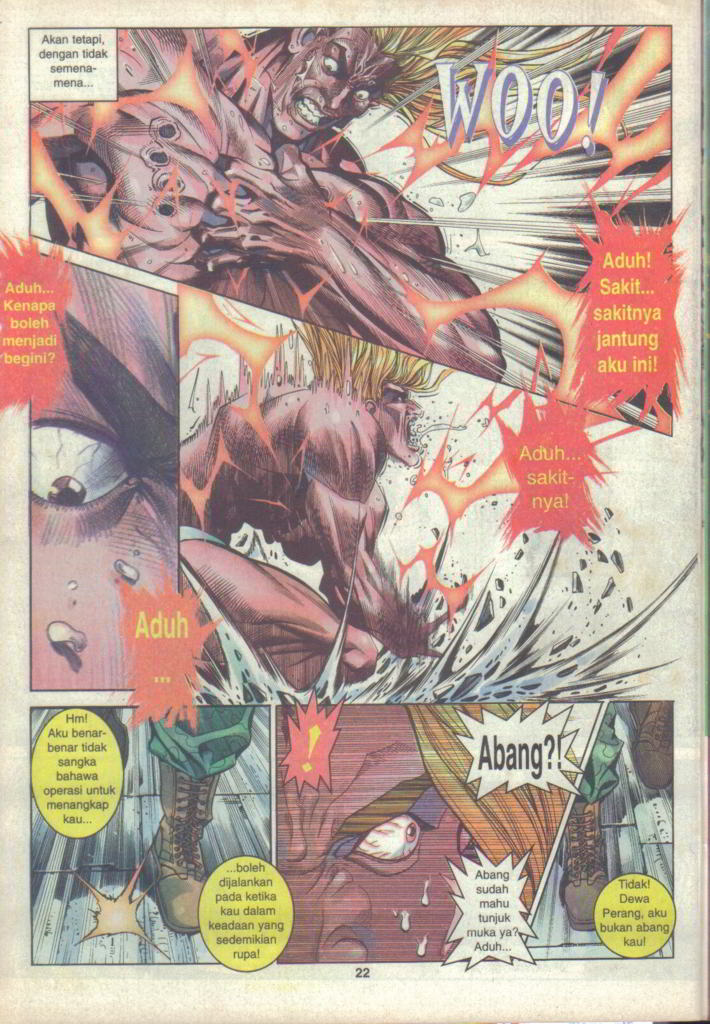 Akan tetapi,
dengan tidak
semena-
mena...
WOO!
Aduh!
Sakit...
sakitnya
jantung
aku ini!
Aduh...
Kenapa
boleh
menjadi
begini?
Aduh...
sakit-
nya!
Aduh
...
Hm!
Aku benar-
benar tidak
sangka
bahawa
operasi untuk
menangkap
kau...
...boleh
dijalankan
pada ketika
kau dalam
keadaan yang
sedemikian
rupa!
!
Abang?!
Abang
sudah
mahu
tunjuk
muka ya?
Aduh...
Tidak!
Dewa
Perang, aku
bukan abang
kau!
22